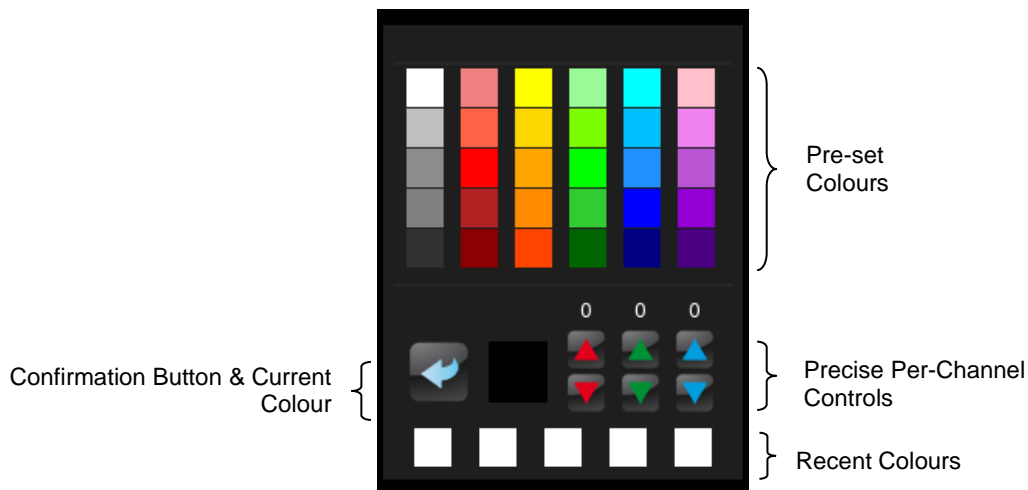 Pre-set
Colours
0 0 0
Confirmation Button & Current
Colour
Precise Per-Channel
Controls
Recent Colours